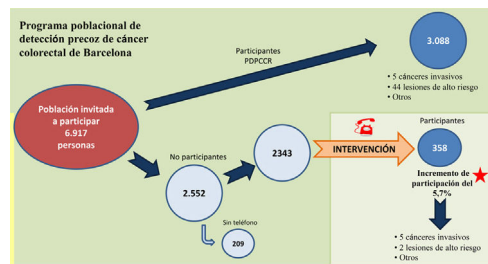 Programa poblacional de
detección precoz de cáncer
colorectal de Barcelona
Participantes
PDPCCR
3.088
• 5 cánceres invasivos
• 44 lesiones de alto riesgo
• Otros
Población invitada
a participar
6.917
personas
No participantes
2.552
Sin teléfono
209
2343
INTERVENCIÓN
Participantes
358
Incremento de
participación del
5,7%
• 5 cánceres invasivos
• 2 lesiones de alto riesgo
• Otros